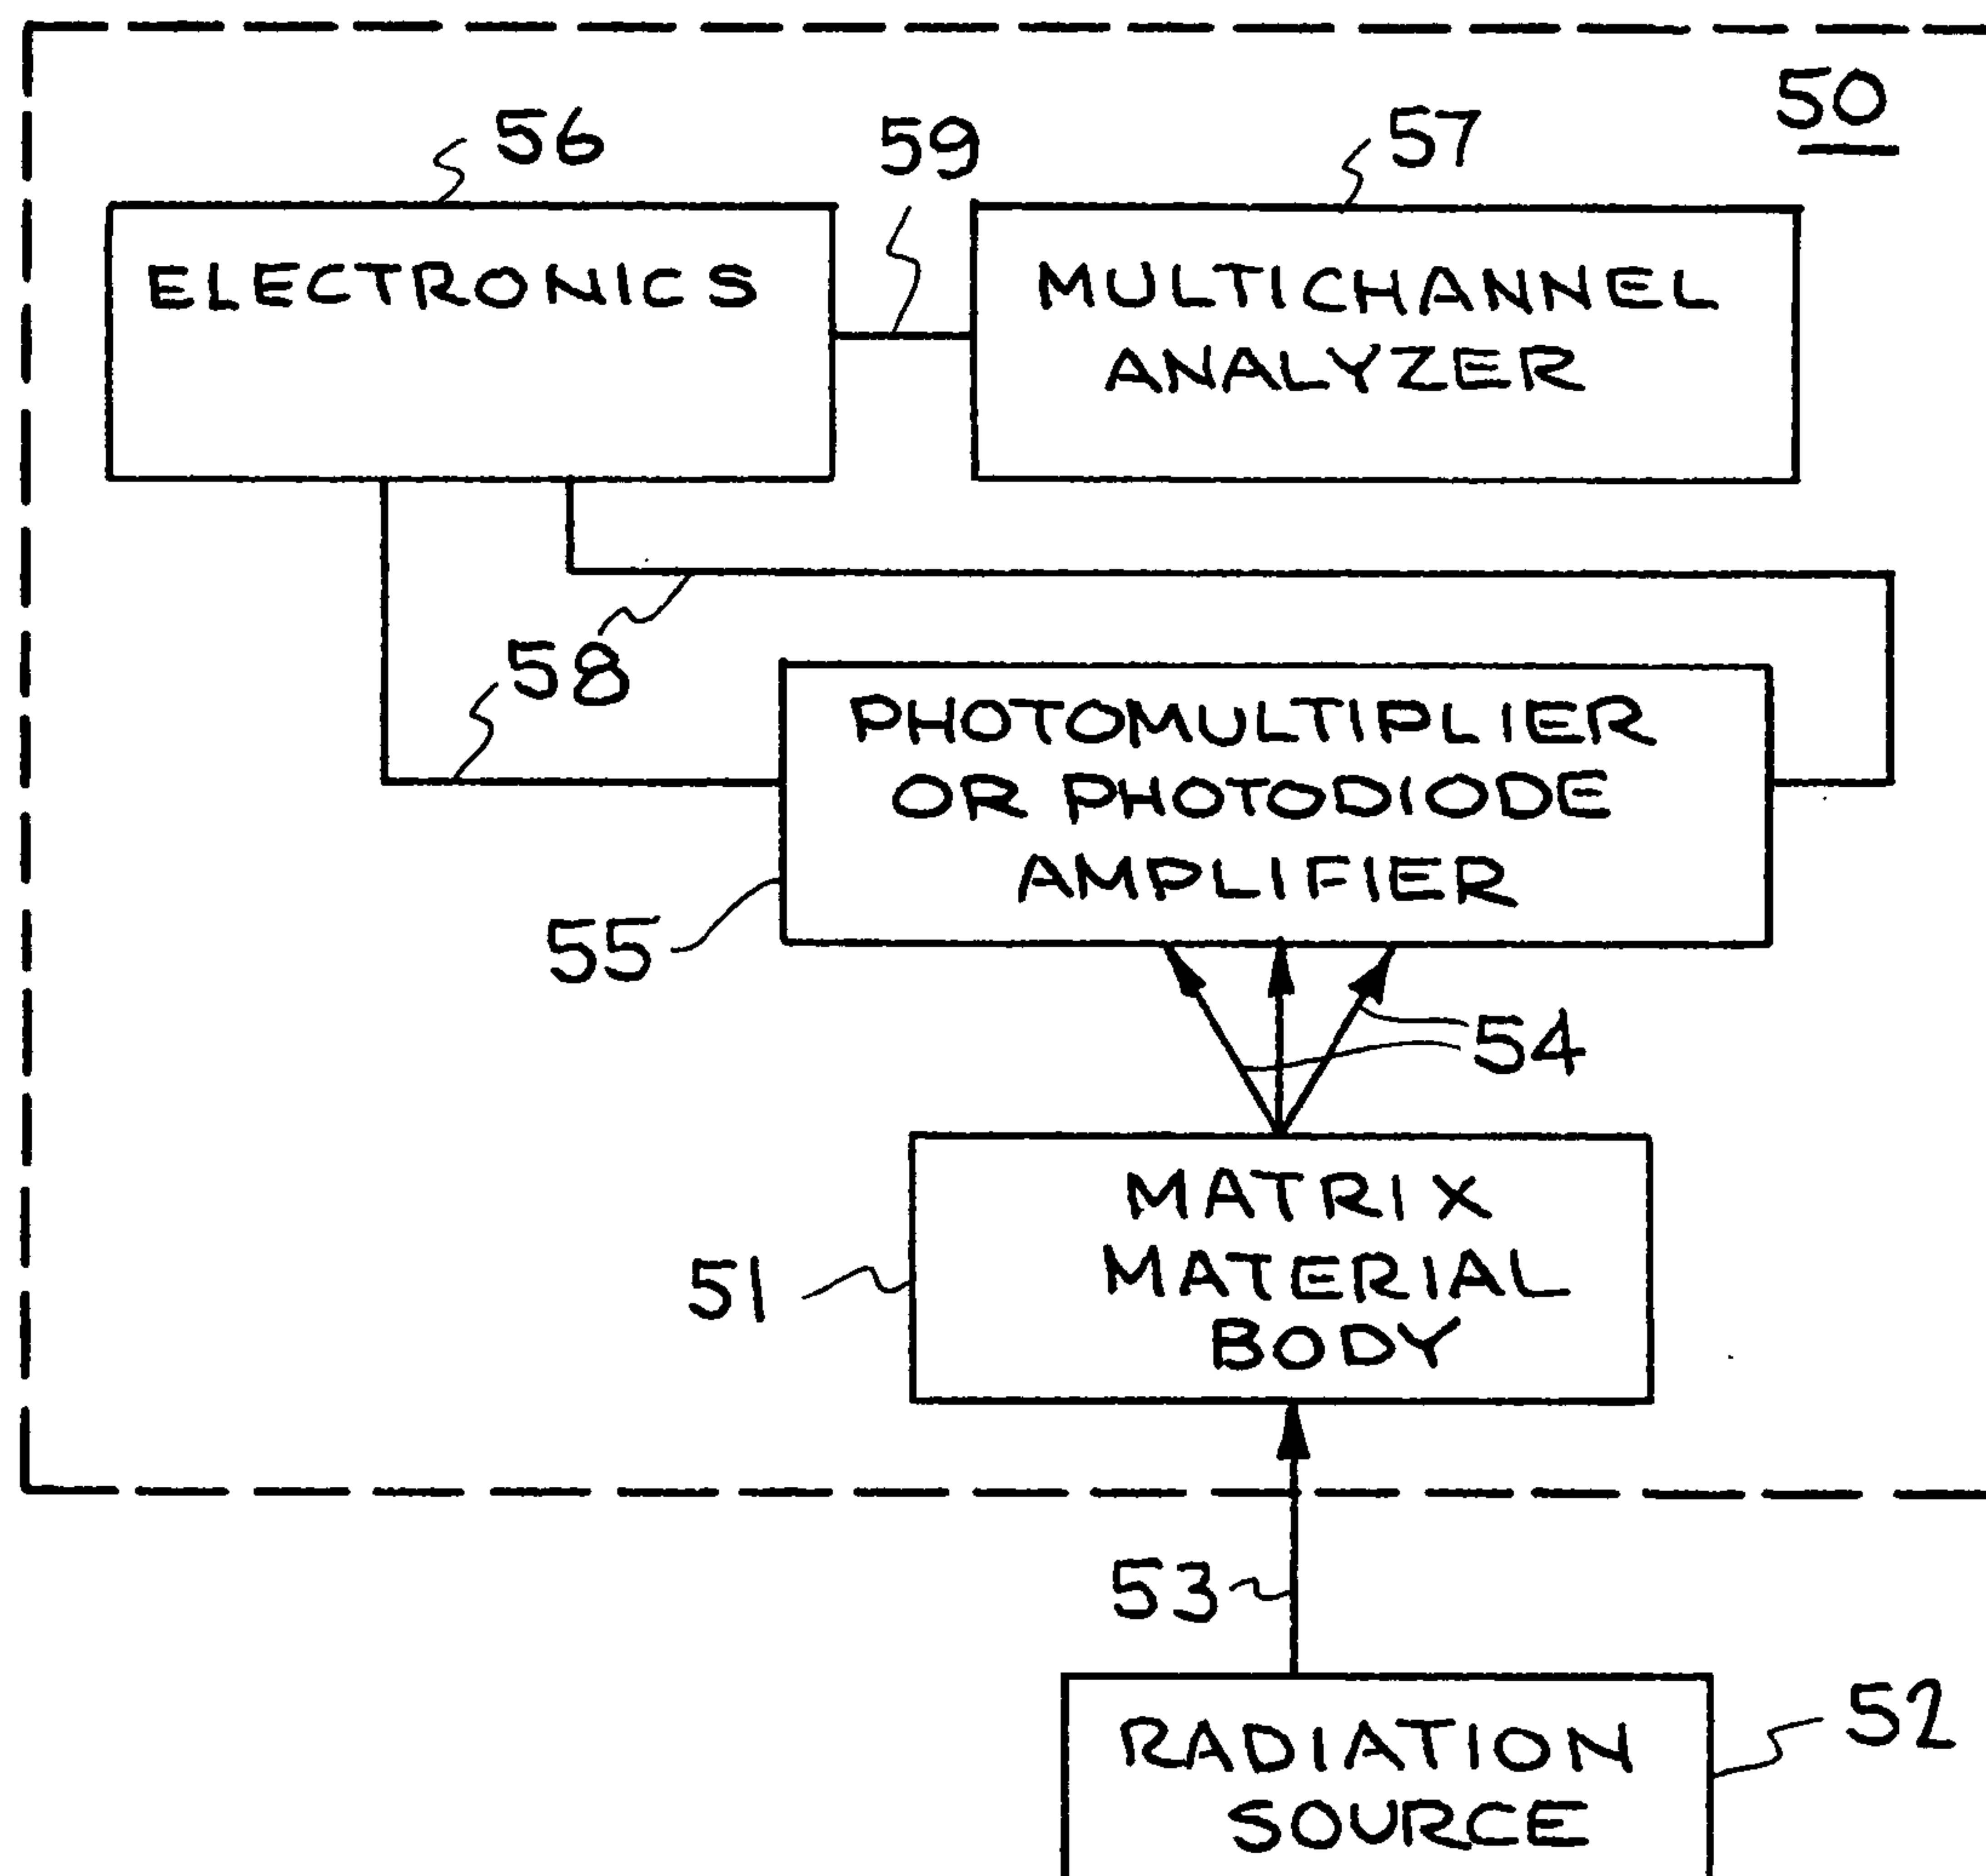 50
56
59
57
ELECTRONICS
MULTICHANNEL
ANALYZER
58
PHOTOMULTIPLIER
OR PHOTODIODE
AMPLIFIER
55
54
MATRIX
MATERIAL
BODY
51
53
52
RADIATION
SOURCE